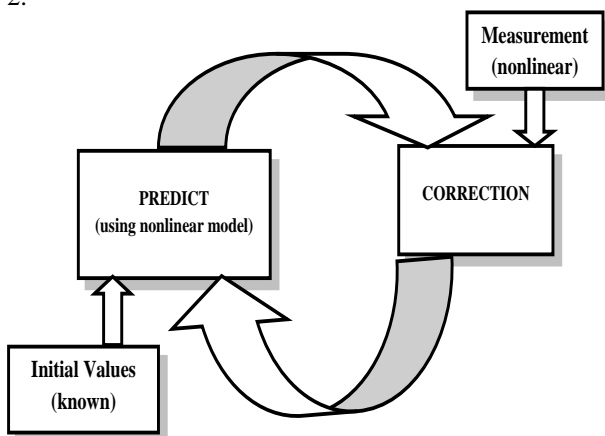 2.
Measurement
(nonlinear)
PREDICT
(using nonlinear model)
CORRECTION
Initial Values
(known)